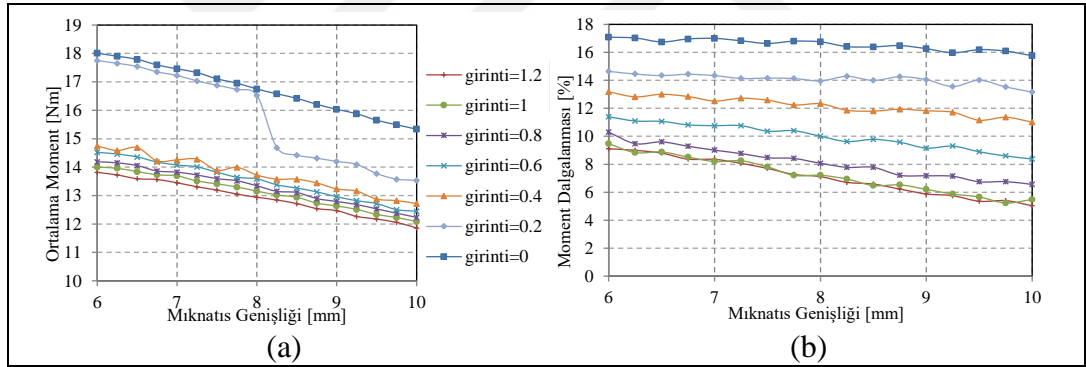 19
18
17
16
15
14
13
12
11
10
Ortalama Moment [Nm]
6
7
8
9
10
Mıknatıs Genişliği [mm]
(a)
girinti=1.2
girinti=1
girinti=0.8
girinti=0.6
girinti=0.4
girinti=0.2
girinti=0
18
16
14
12
10
8
6
4
2
0
Moment Dalgalanması [%]
6
7
8
9
10
Mıknatıs Genişliği [mm]
(b)